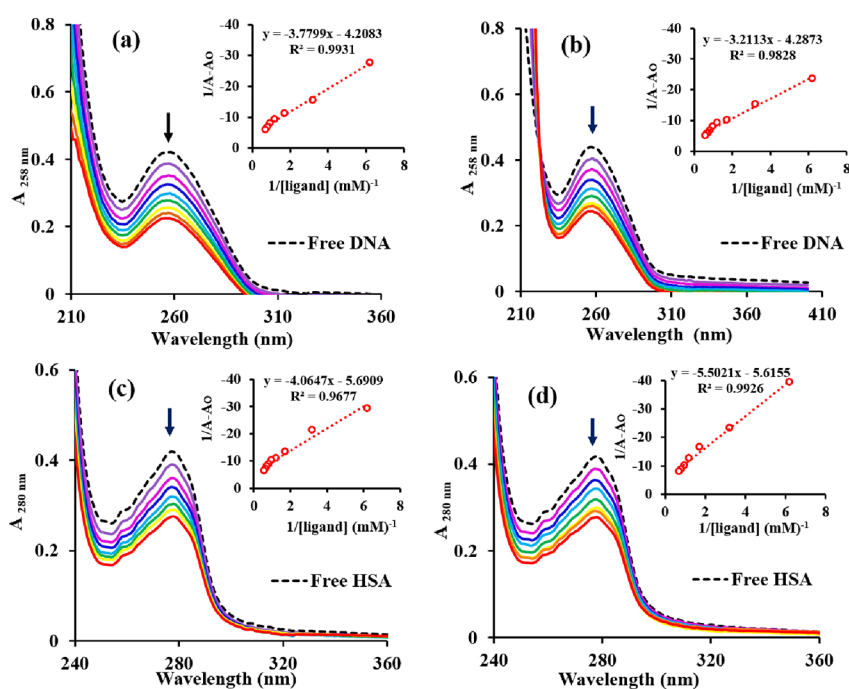 (a)
y = -3.7799x - 4.2083
R² = 0.9931
1/A-Ao
-40
-30
-20
-10
0
0 2 4 6 8
1/[ligand] (mM)⁻¹
A 258 nm
0.8
0.6
0.4
0.2
0
Free DNA
210 260 310 360
Wavelength (nm)
(b)
y = -3.2113x - 4.2873
R² = 0.9828
1/A-Ao
-40
-30
-20
-10
0
0 2 4 6 8
1/[ligand] (mM)⁻¹
A 258 nm
0.8
0.6
0.4
0.2
0
Free DNA
210 260 310 360 410
Wavelength (nm)
(c)
y = -4.0647x - 5.6909
R² = 0.9677
1/A-Ao
-40
-30
-20
-10
0
0 2 4 6 8
1/[ligand] (mM)⁻¹
A 280 nm
0.6
0.4
0.2
0
Free HSA
240 280 320 360
Wavelength (nm)
(d)
y = -5.5021x - 5.6155
R² = 0.9926
1/A-Ao
-40
-30
-20
-10
0
0 2 4 6 8
1/[ligand] (mM)⁻¹
A 280 nm
0.6
0.4
0.2
0
Free HSA
240 280 320 360
Wavelength (nm)